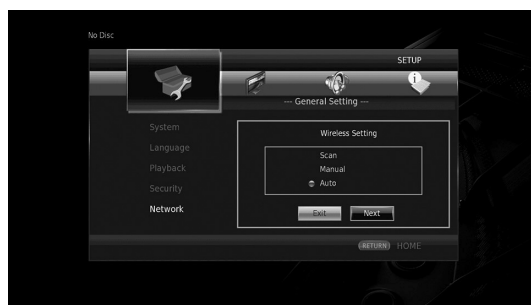 No Disc
SETUP
--- General Setting ---
System
Language
Playback
Security
Network
Wireless Setting
Scan
Manual
Auto
Exit
Next
RETURN HOME